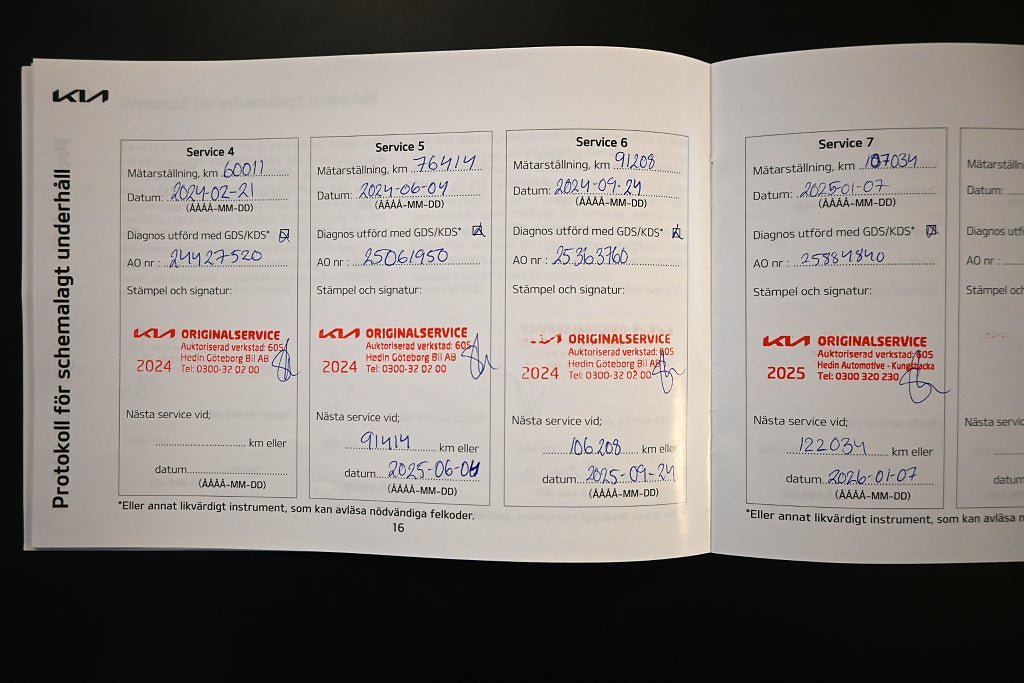 KIA
Protokoll för schemalagt underhåll
Service 4
Mätarställning, km 60011
Datum: 2024-02-21
(ÅÅÅÅ-MM-DD)
Diagnos utförd med GDS/KDS*
AO nr : 24427520
Stämpel och signatur:
KIA ORIGINALSERVICE
Auktoriserad verkstad: 605
Hedin Göteborg Bil AB
2024 Tel: 0300-32 02 00
Nästa service vid;
km eller
datum
(ÅÅÅÅ-MM-DD)
Service 5
Mätarställning, km 76414
Datum: 2024-06-04
(ÅÅÅÅ-MM-DD)
Diagnos utförd med GDS/KDS*
AO nr : 25061950
Stämpel och signatur:
KIA ORIGINALSERVICE
Auktoriserad verkstad: 605
Hedin Göteborg Bil AB
2024 Tel: 0300-32 02 00
Nästa service vid;
91414 km eller
datum 2025-06-04
(ÅÅÅÅ-MM-DD)
Service 6
Mätarställning, km 91208
Datum: 2024-09-24
(ÅÅÅÅ-MM-DD)
Diagnos utförd med GDS/KDS*
AO nr : 25363760
Stämpel och signatur:
KIA ORIGINALSERVICE
Auktoriserad verkstad: 605
Hedin Göteborg Bil AB
2024 Tel: 0300-32 02 00
Nästa service vid;
106.208 km eller
datum 2025-09-24
(ÅÅÅÅ-MM-DD)
*Eller annat likvärdigt instrument, som kan avläsa nödvändiga felkoder.
16
Service 7
Mätarställning, km 107034
Datum: 2025-01-07
(ÅÅÅÅ-MM-DD)
Diagnos utförd med GDS/KDS*
AO nr : 25884840
Stämpel och signatur:
KIA ORIGINALSERVICE
Auktoriserad verkstad: 605
Hedin Automotive - Kungsbacka
2025 Tel: 0300 320 230
Nästa service vid;
122034 km eller
datum 2026-01-07
(ÅÅÅÅ-MM-DD)
Mätarställn
Datum:
Diagnos utfö
AO nr :
Stämpel oc
Nästa servic
*Eller annat likvärdigt instrument, som kan avläsa n